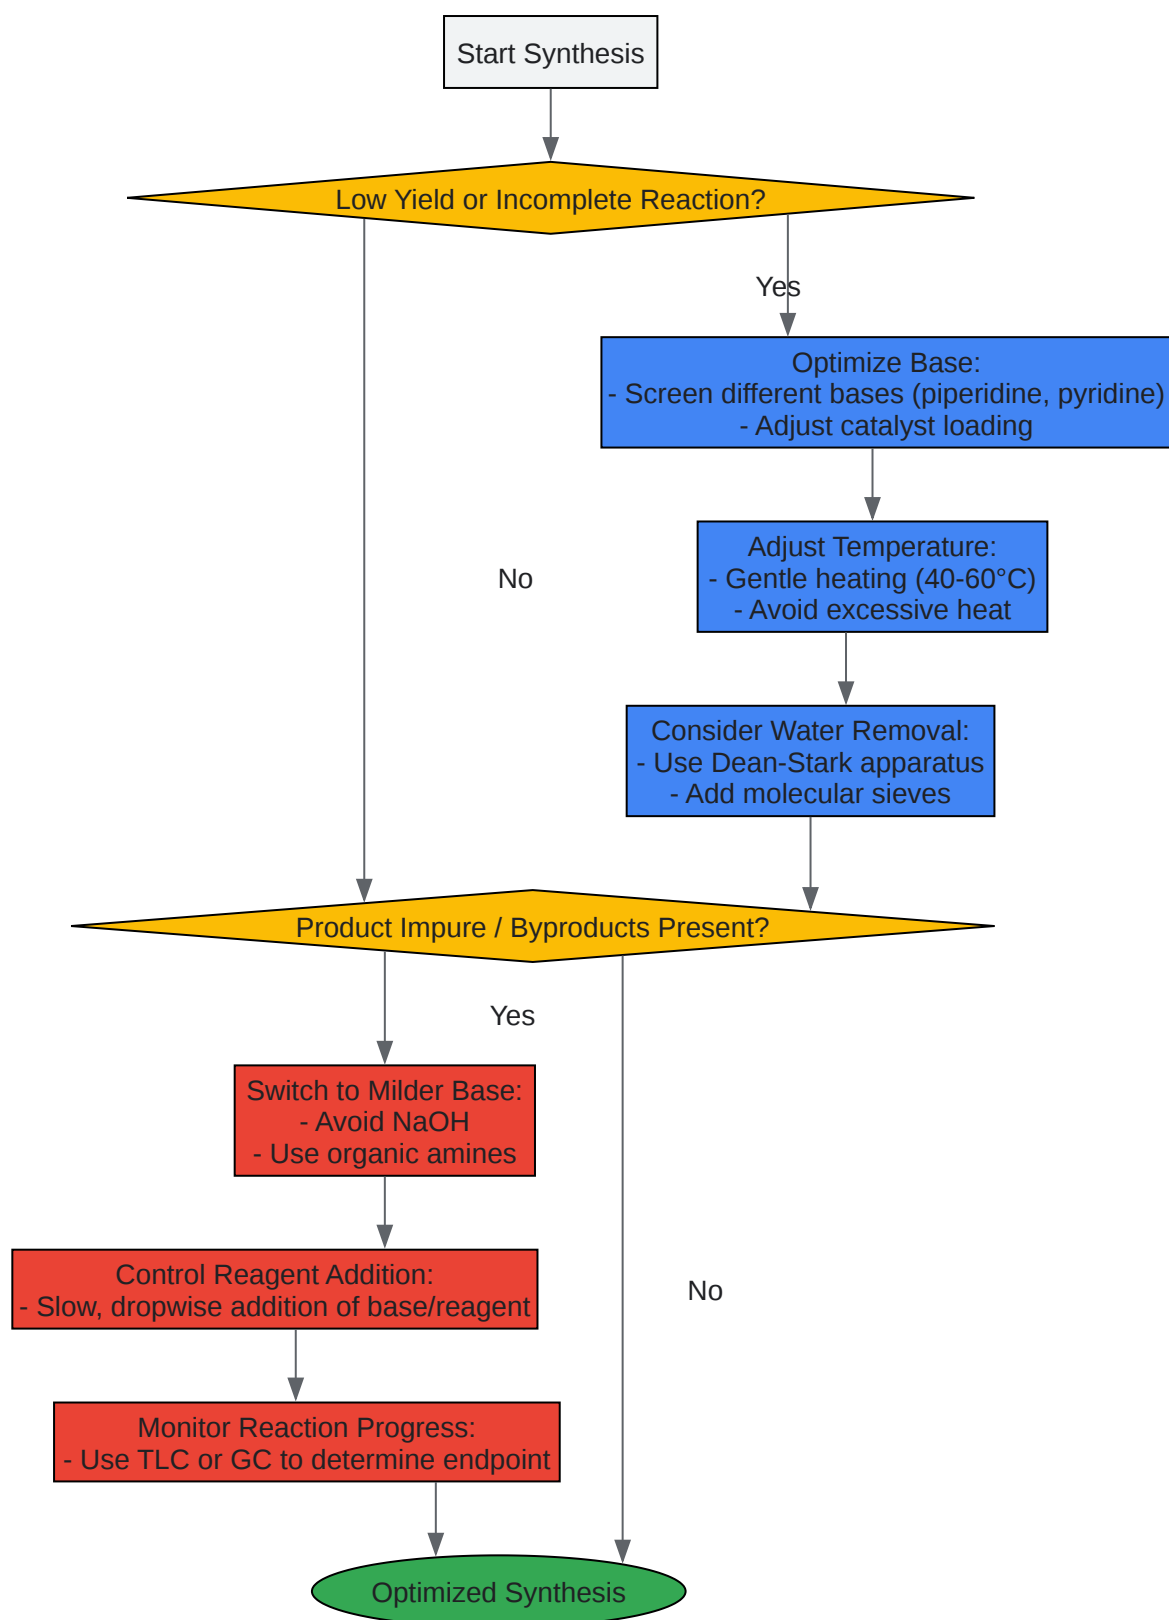 Start Synthesis
Low Yield or Incomplete Reaction?
Yes
Optimize Base:
- Screen different bases (piperidine, pyridine)
- Adjust catalyst loading
Adjust Temperature:
- Gentle heating (40-60°C)
- Avoid excessive heat
No
Consider Water Removal:
- Use Dean-Stark apparatus
- Add molecular sieves
Product Impure / Byproducts Present?
Yes
Switch to Milder Base:
- Avoid NaOH
- Use organic amines
Control Reagent Addition:
- Slow, dropwise addition of base/reagent
No
Monitor Reaction Progress:
- Use TLC or GC to determine endpoint
Optimized Synthesis